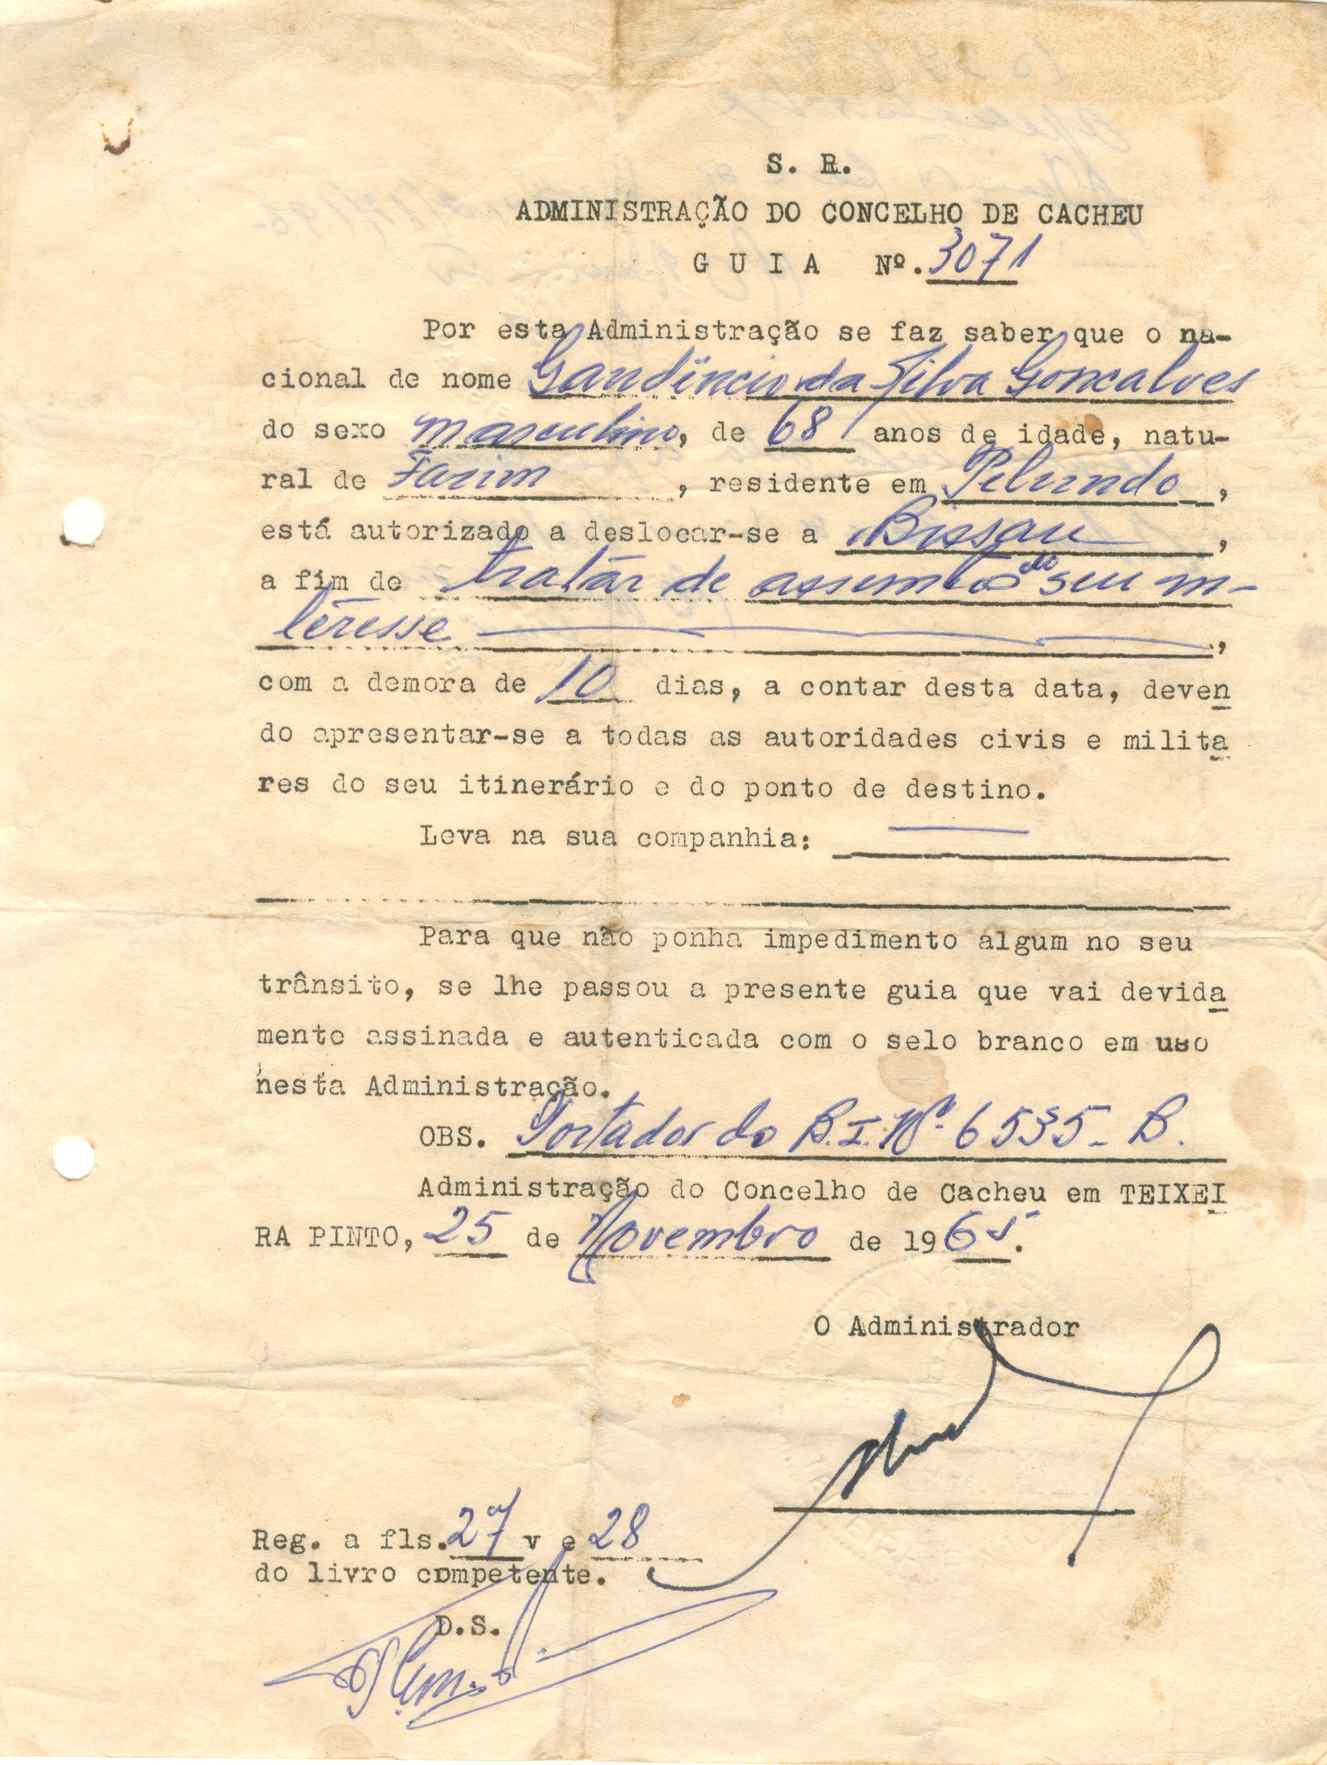 S. R.
ADMINISTRAÇÃO DO CONCELHO DE CACHEU
G U I A Nº. 3071
Por esta Administração se faz saber que o na-
cional de nome Gaudêncio da Silva Goncalves
do sexo masculino, de 68 anos de idade, natu-
ral de Farim, residente em Pelundo,
está autorizado a deslocar-se a Bissau,
a fim de tratar de assunto do seu in-
terêsse,
com a demora de 10 dias, a contar desta data, deven
do apresentar-se a todas as autoridades civis e milita
res do seu itinerário e do ponto de destino.
Leva na sua companhia:
Para que não ponha impedimento algum no seu
trânsito, se lhe passou a presente guia que vai devida
mente assinada e autenticada com o selo branco em uso
nesta Administração.
OBS. Portador do B.I. Nº 6535-B.
Administração do Concelho de Cacheu em TEIXEI
RA PINTO, 25 de Novembro de 1965.
O Administrador
Reg. a fls. 27 v e 28
do livro competente.
D.S.